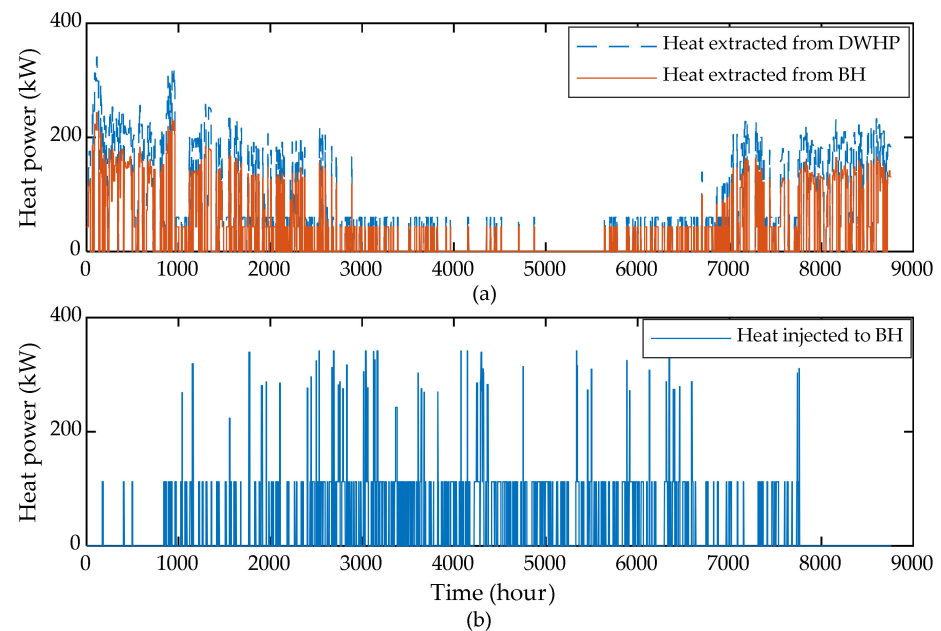 400
Heat extracted from DWHP
Heat extracted from BH
200
0
Heat power (kW)
0 1000 2000 3000 4000 5000 6000 7000 8000 9000
(a)
400
Heat injected to BH
200
0
Heat power (kW)
0 1000 2000 3000 4000 5000 6000 7000 8000 9000
Time (hour)
(b)